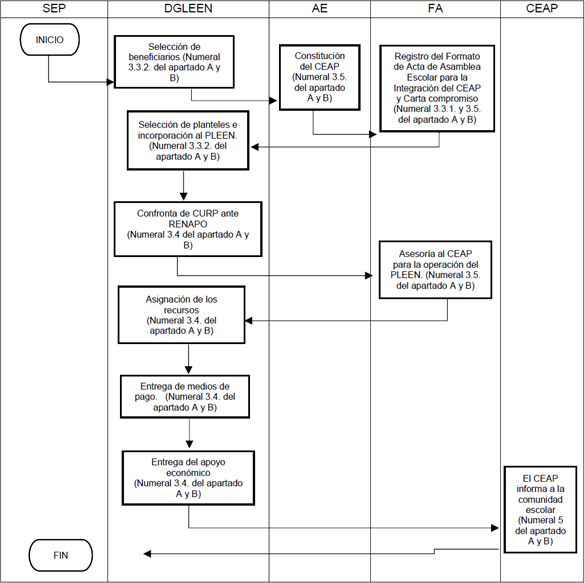 SEP
DGLEEN
AE
FA
CEAP
INICIO
Selección de
beneficiarios (Numeral
3.3.2. del apartado A y
B)
Constitución
del CEAP
(Numeral 3.5.
del apartado
A y B)
Registro del Formato
de Acta de Asamblea
Escolar para la
Integración del CEAP
y Carta compromiso
(Numeral 3.3.1. y 3.5.
del apartado A y B)
Selección de planteles e
incorporación al PLEEN.
(Numeral 3.3.2. del
apartado A y B)
Confronta de CURP ante
RENAPO
(Numeral 3.4 del apartado A y
B)
Asesoría al CEAP
para la operación del
PLEEN. (Numeral 3.5.
del apartado A y B)
Asignación de los
recursos
(Numeral 3.4. del
apartado A y B)
Entrega de medios de
pago. (Numeral 3.4. del
apartado A y B)
Entrega del apoyo
económico
(Numeral 3.4. del apartado
A y B)
El CEAP
informa a la
comunidad
escolar
(Numeral 5
del apartado
A y B)
FIN